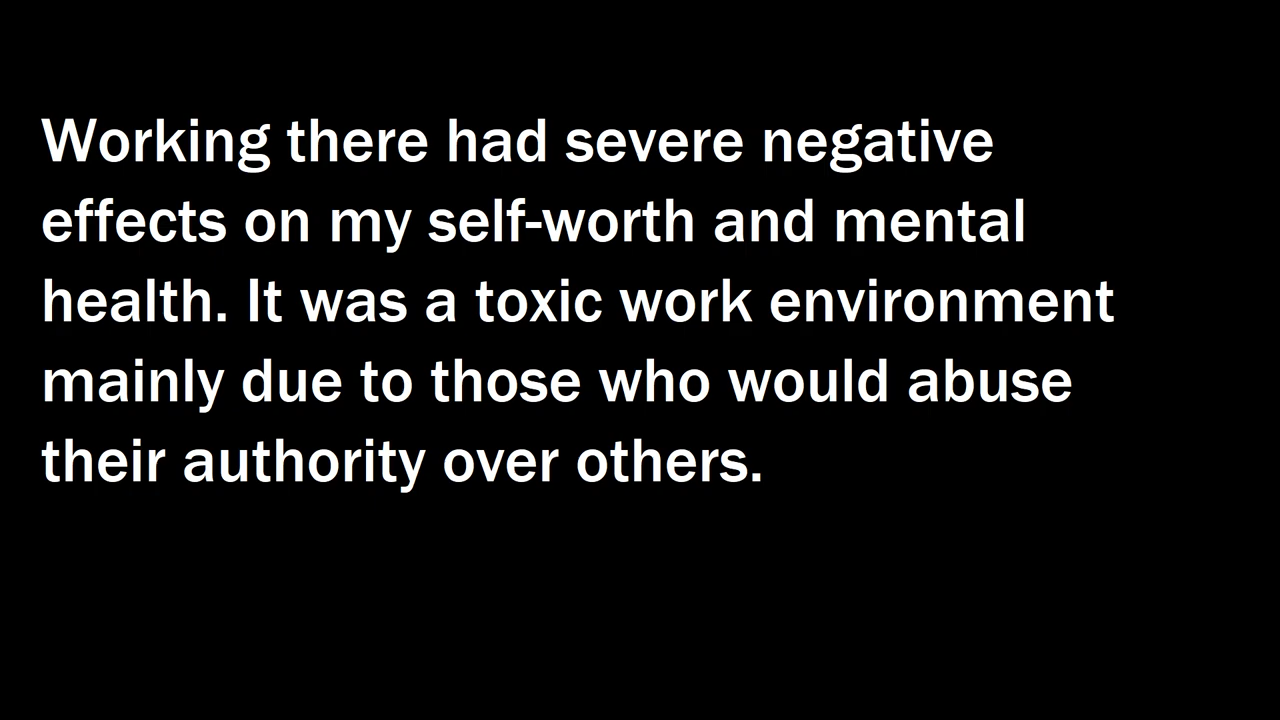 Working there had severe negative
effects on my self-worth and mental
health. It was a toxic work environment
mainly due to those who would abuse
their authority over others.